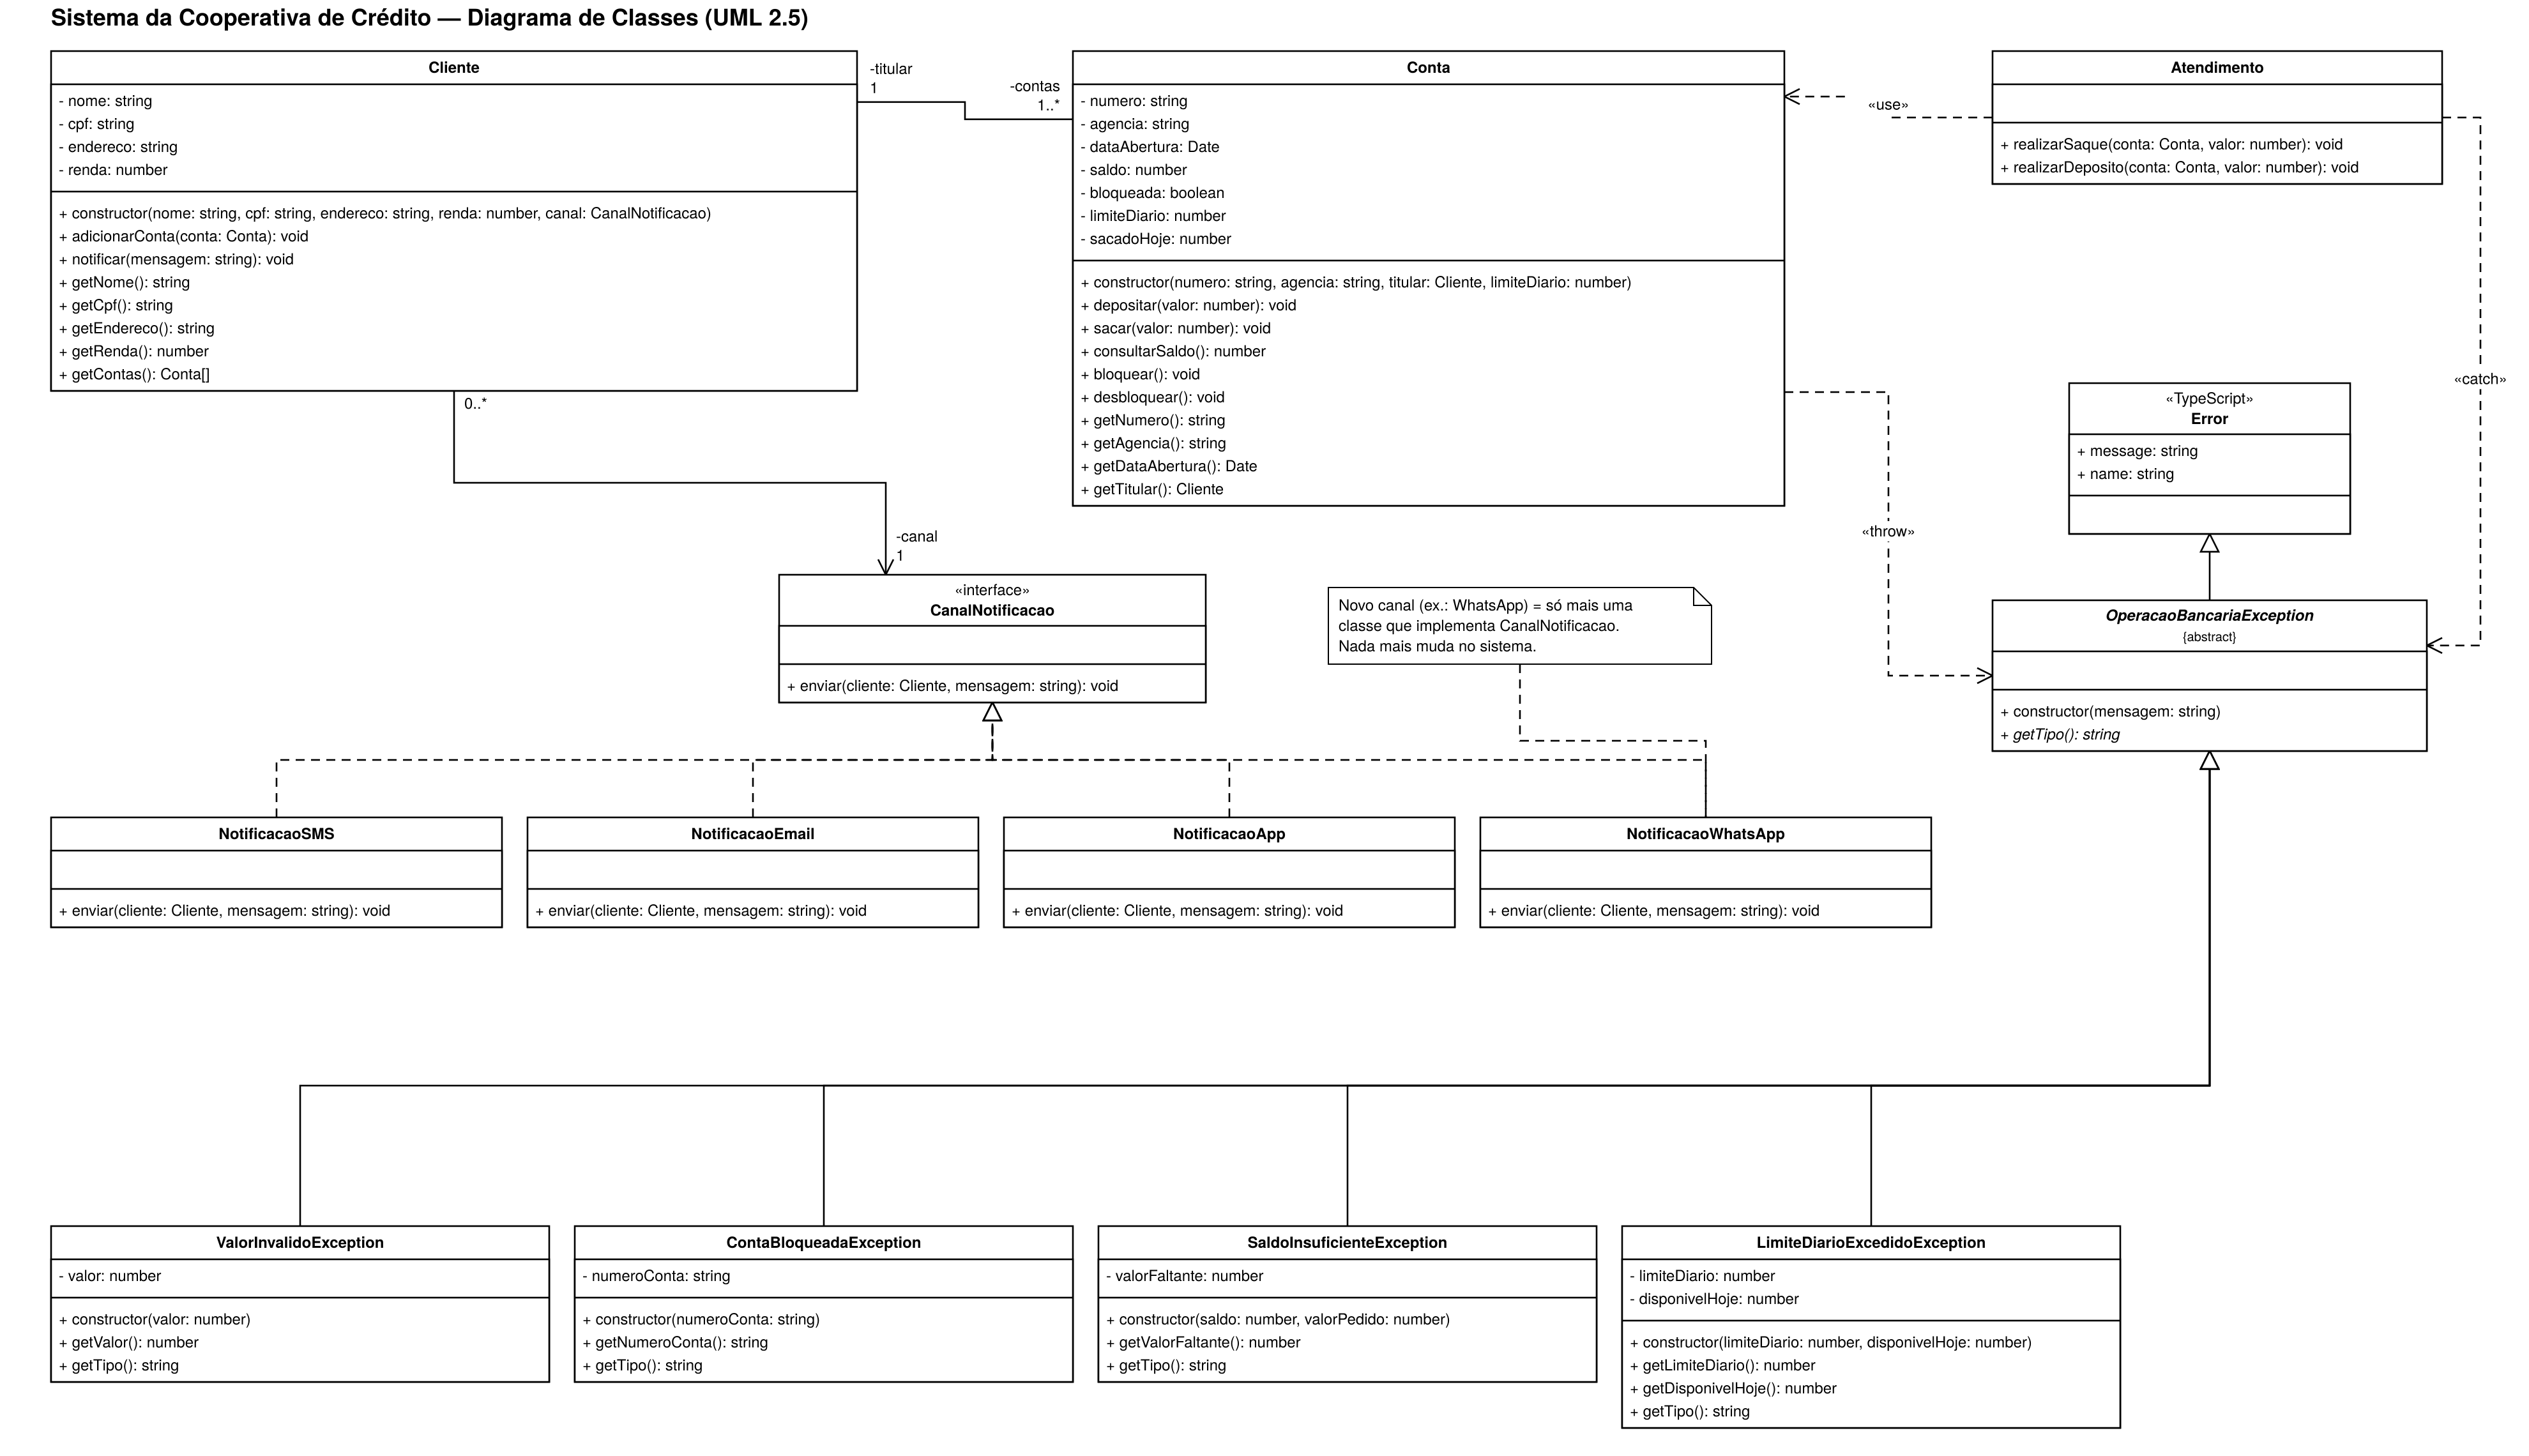 Sistema da Cooperativa de Crédito — Diagrama de Classes (UML 2.5)
Cliente
- nome: string
- cpf: string
- endereco: string
- renda: number
+ constructor(nome: string, cpf: string, endereco: string, renda: number, canal: CanalNotificacao)
+ adicionarConta(conta: Conta): void
+ notificar(mensagem: string): void
+ getNome(): string
+ getCpf(): string
+ getEndereco(): string
+ getRenda(): number
+ getContas(): Conta[]
-titular
1
-contas
1..*
Conta
- numero: string
- agencia: string
- dataAbertura: Date
- saldo: number
- bloqueada: boolean
- limiteDiario: number
- sacadoHoje: number
+ constructor(numero: string, agencia: string, titular: Cliente, limiteDiario: number)
+ depositar(valor: number): void
+ sacar(valor: number): void
+ consultarSaldo(): number
+ bloquear(): void
+ desbloquear(): void
+ getNumero(): string
+ getAgencia(): string
+ getDataAbertura(): Date
+ getTitular(): Cliente
«use»
Atendimento
+ realizarSaque(conta: Conta, valor: number): void
+ realizarDeposito(conta: Conta, valor: number): void
«catch»
«TypeScript»
Error
+ message: string
+ name: string
0..*
-canal
1
«throw»
«interface»
CanalNotificacao
+ enviar(cliente: Cliente, mensagem: string): void
Novo canal (ex.: WhatsApp) = só mais uma
classe que implementa CanalNotificacao.
Nada mais muda no sistema.
OperacaoBancariaException
{abstract}
+ constructor(mensagem: string)
+ getTipo(): string
NotificacaoSMS
+ enviar(cliente: Cliente, mensagem: string): void
NotificacaoEmail
+ enviar(cliente: Cliente, mensagem: string): void
NotificacaoApp
+ enviar(cliente: Cliente, mensagem: string): void
NotificacaoWhatsApp
+ enviar(cliente: Cliente, mensagem: string): void
ValorInvalidoException
- valor: number
+ constructor(valor: number)
+ getValor(): number
+ getTipo(): string
ContaBloqueadaException
- numeroConta: string
+ constructor(numeroConta: string)
+ getNumeroConta(): string
+ getTipo(): string
SaldoInsuficienteException
- valorFaltante: number
+ constructor(saldo: number, valorPedido: number)
+ getValorFaltante(): number
+ getTipo(): string
LimiteDiarioExcedidoException
- limiteDiario: number
- disponivelHoje: number
+ constructor(limiteDiario: number, disponivelHoje: number)
+ getLimiteDiario(): number
+ getDisponivelHoje(): number
+ getTipo(): string